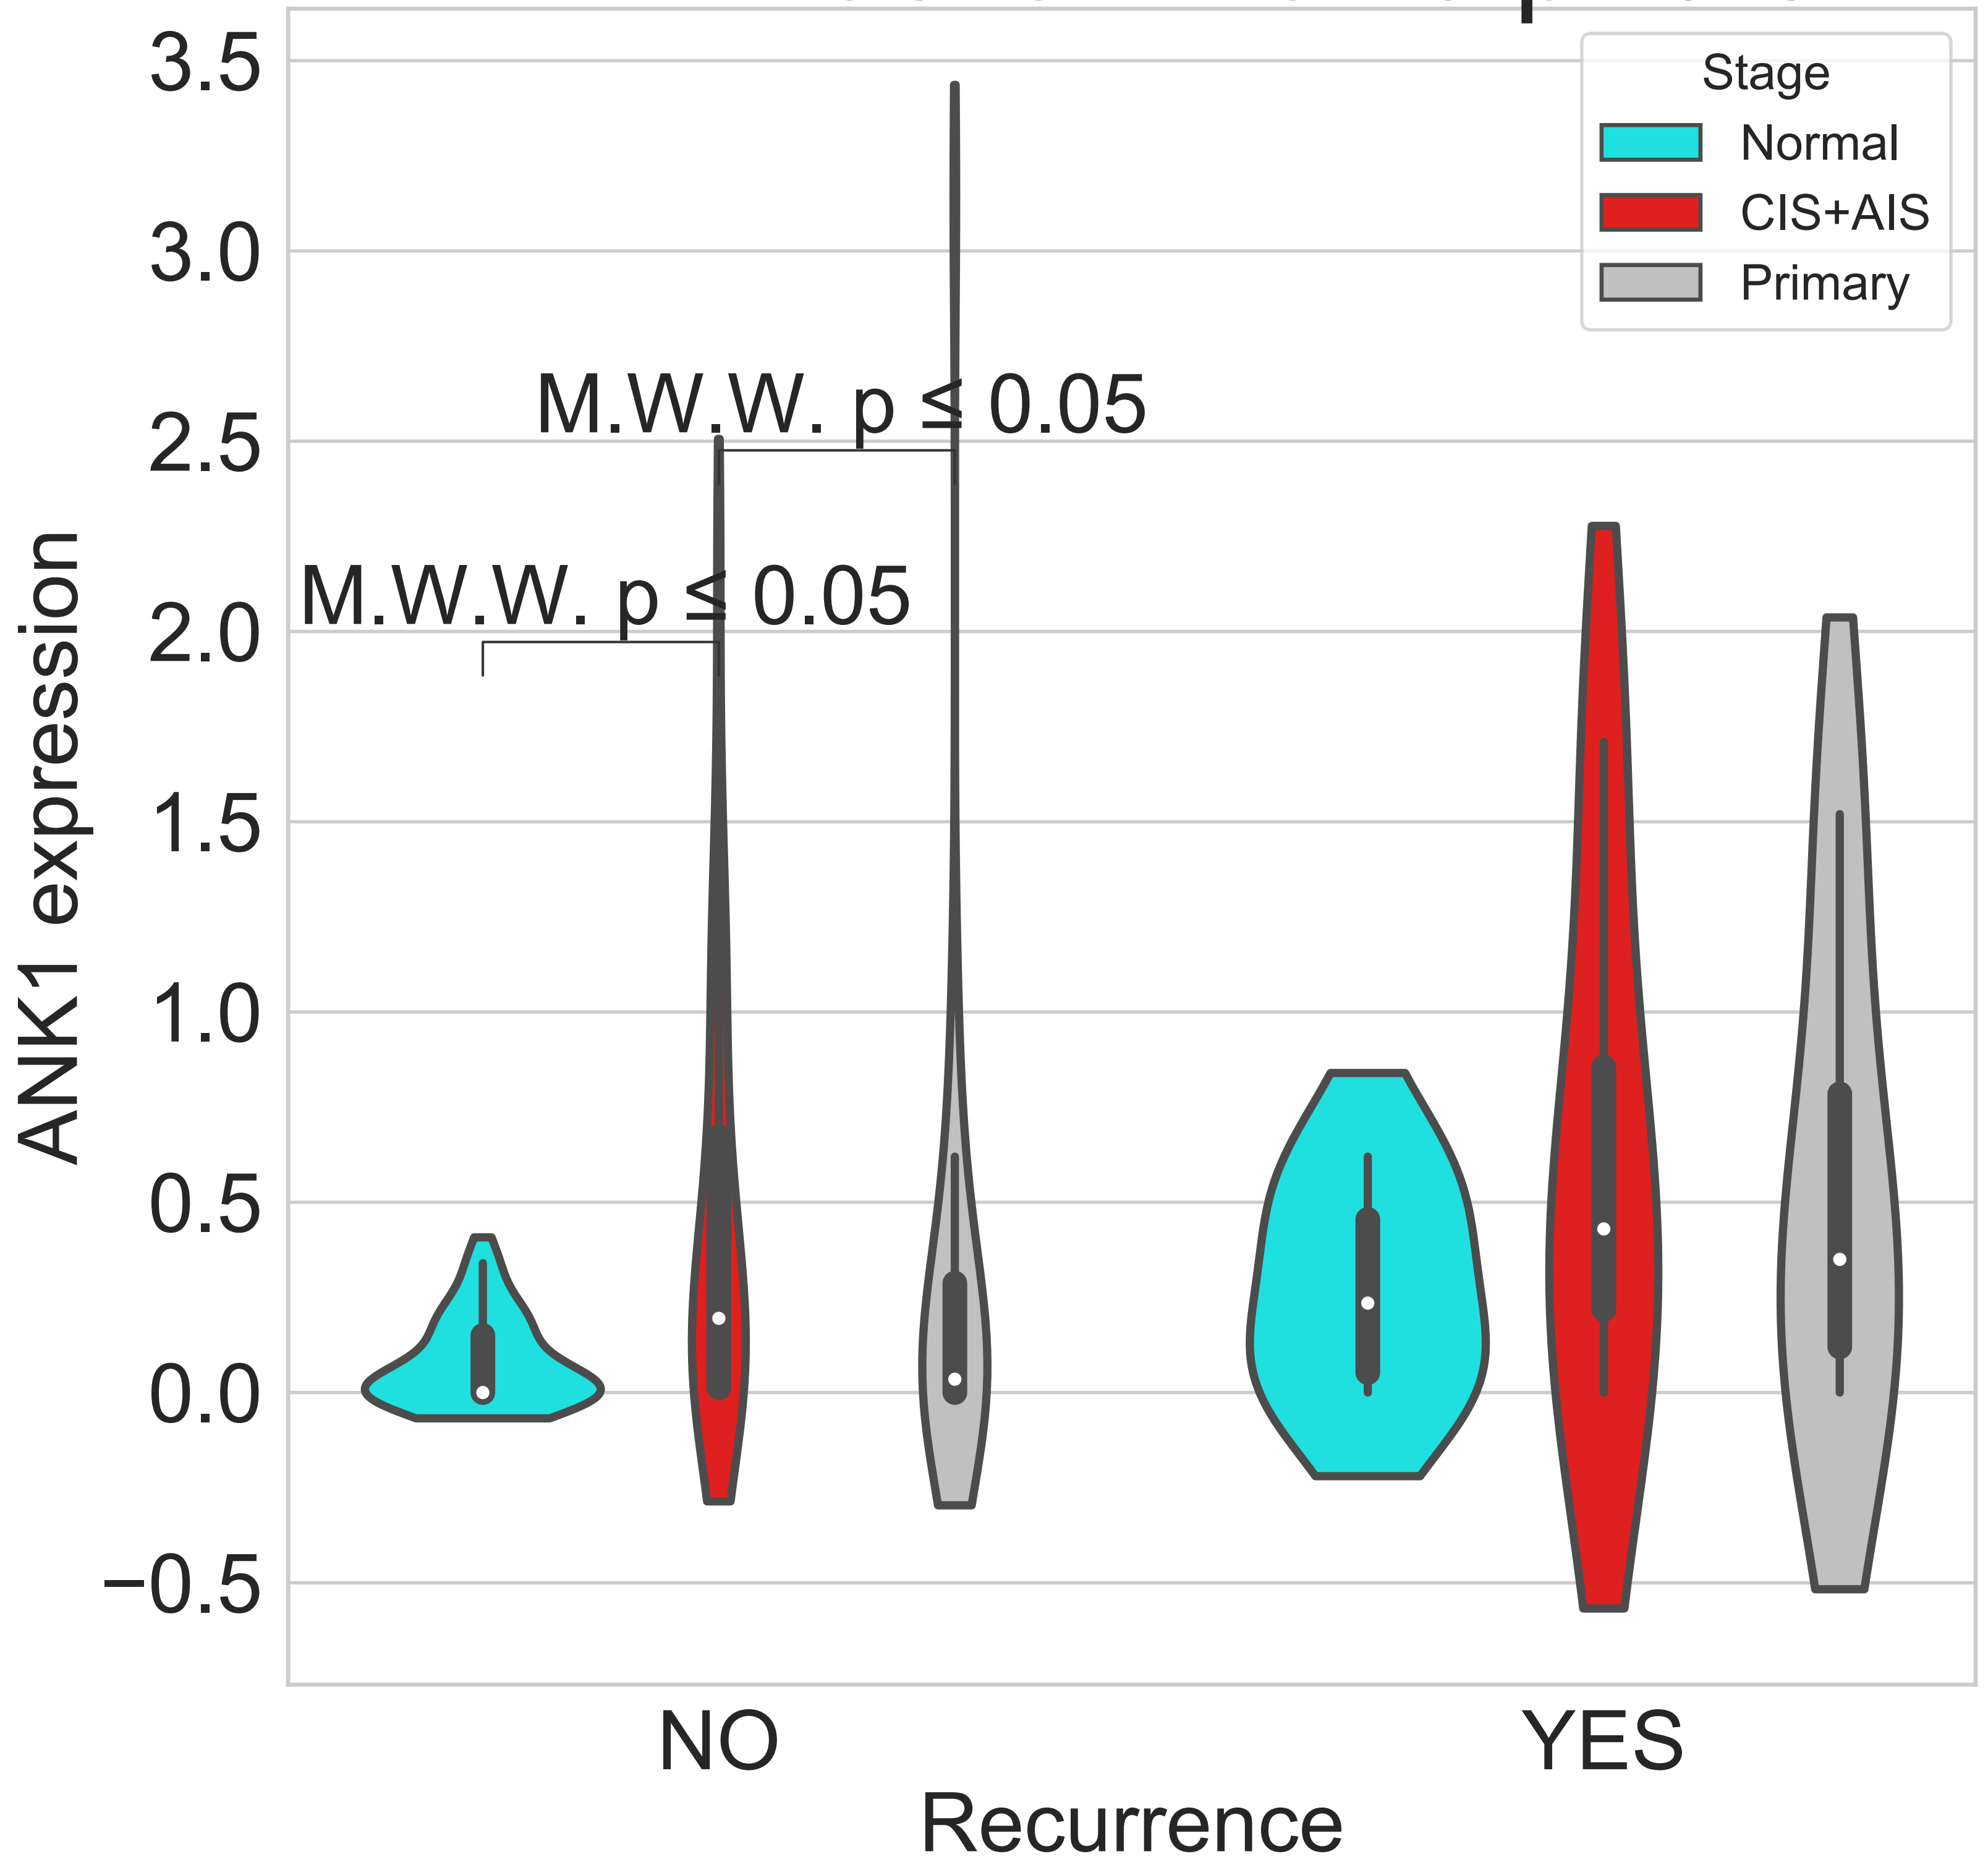 3.5
3.0
2.5
2.0
1.5
1.0
0.5
0.0
−0.5
ANK1 expression
Stage
Normal
CIS+AIS
Primary
M.W.W. p ≤ 0.05
M.W.W. p ≤ 0.05
NO
YES
Recurrence